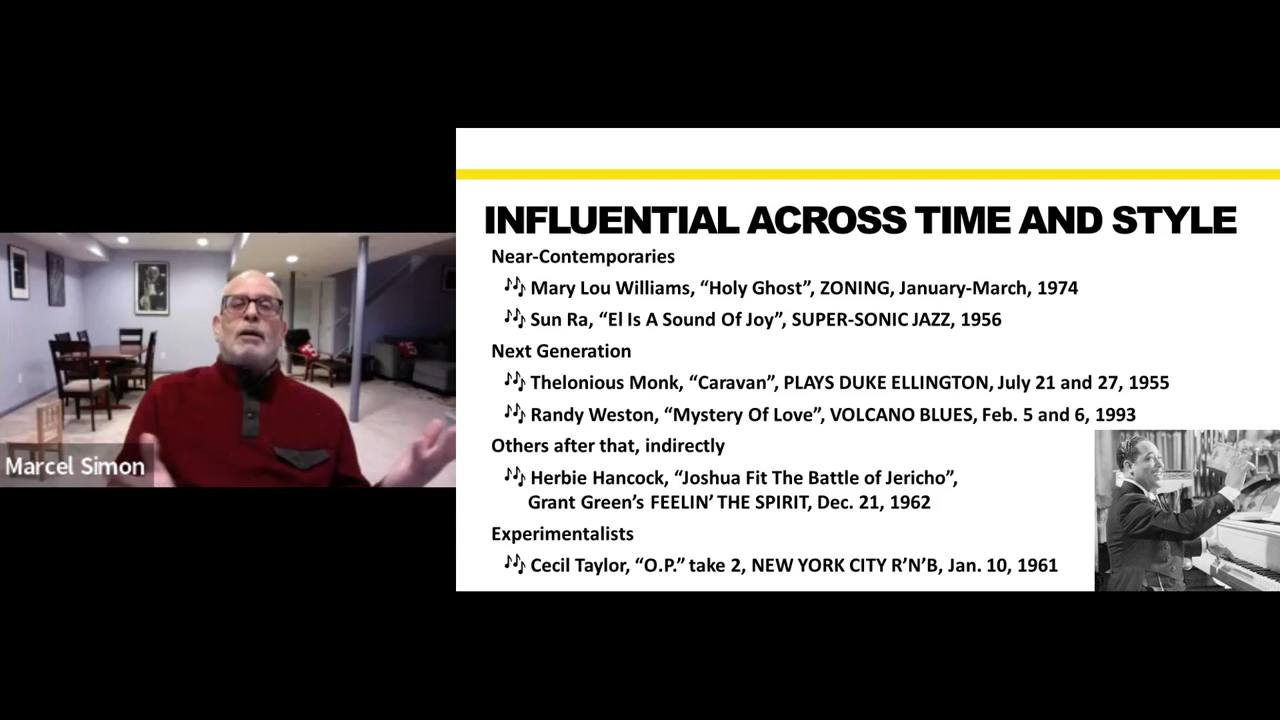 INFLUENTIAL ACROSS TIME AND STYLE
Near-Contemporaries
Mary Lou Williams, “Holy Ghost”, ZONING, January-March, 1974
Sun Ra, “El Is A Sound Of Joy”, SUPER-SONIC JAZZ, 1956
Next Generation
Thelonious Monk, “Caravan”, PLAYS DUKE ELLINGTON, July 21 and 27, 1955
Randy Weston, “Mystery Of Love”, VOLCANO BLUES, Feb. 5 and 6, 1993
Others after that, indirectly
Herbie Hancock, “Joshua Fit The Battle of Jericho”,
Grant Green’s FEELIN’ THE SPIRIT, Dec. 21, 1962
Experimentalists
Cecil Taylor, “O.P.” take 2, NEW YORK CITY R’N’B, Jan. 10, 1961
Marcel Simon